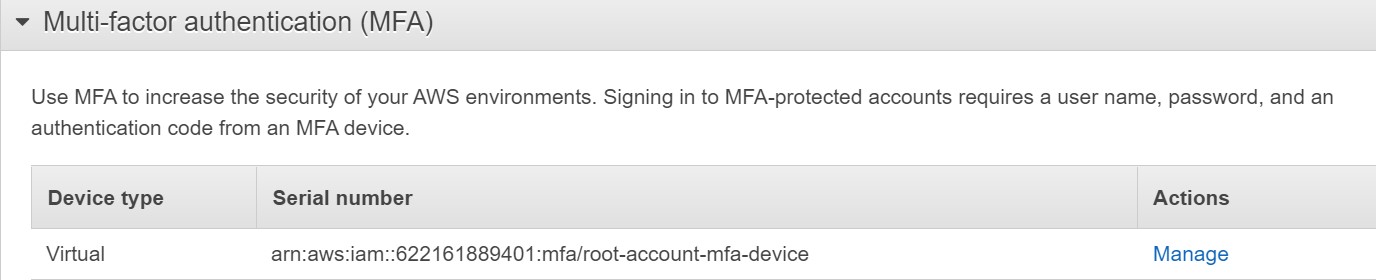 Multi-factor authentication (MFA)
Use MFA to increase the security of your AWS environments. Signing in to MFA-protected accounts requires a user name, password, and an
authentication code from an MFA device.
Device type Serial number Actions
Virtual arn:aws:iam::622161889401:mfa/root-account-mfa-device Manage